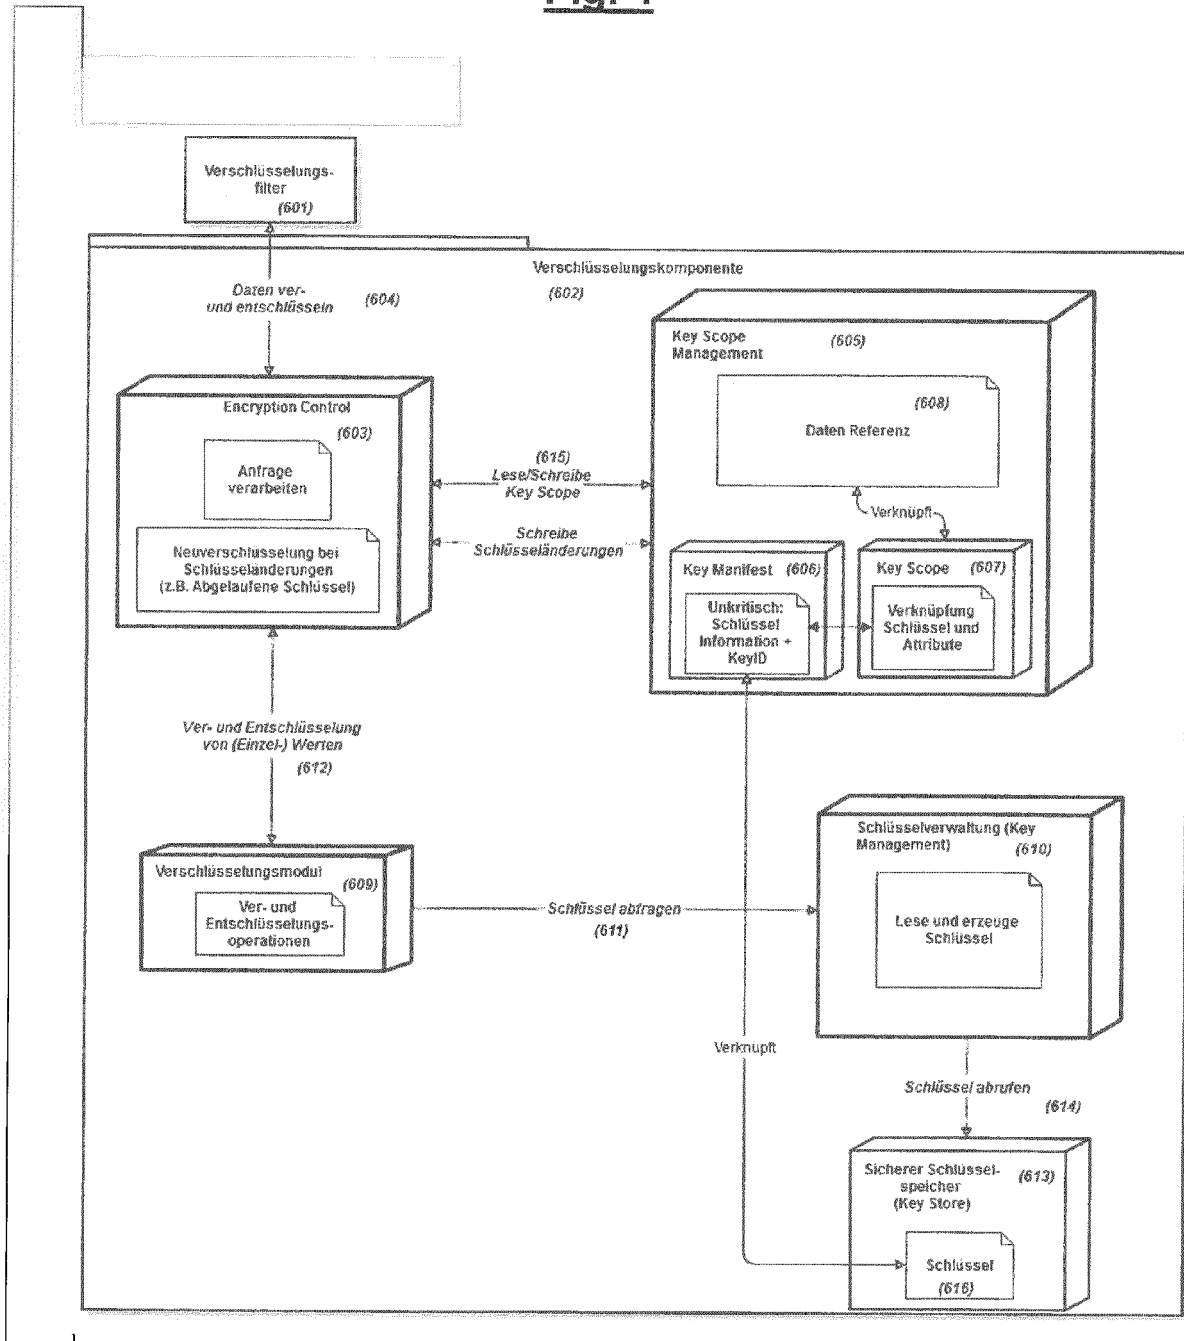 Verschlüsselungs-
filter
(601)
Verschlüsselungskomponente
(602)
Daten ver-
und entschlüsseln
(604)
Key Scope
Management
(605)
(608)
Daten Referenz
Encryption Control
(603)
Anfrage
verarbeiten
(615)
Lese/Schreibe
Key Scope
Verknüpft
Schreibe
Schlüsseländerungen
Neuverschlüsselung bei
Schlüsseländerungen
(z.B. Abgelaufene Schlüssel)
Key Manifest (606)
Unkritisch:
Schlüssel
Information +
KeyID
Key Scope (607)
Verknüpfung
Schlüssel und
Attribute
Ver- und Entschlüsselung
von (Einzel-) Werten
(612)
Schlüsselverwaltung (Key
Management)
(610)
Lese und erzeuge
Schlüssel
Verschlüsselungsmodul
(609)
Ver- und
Entschlüsselungs-
operationen
Schlüssel abfragen
(611)
Verknüpft
Schlüssel abrufen
(614)
Sicherer Schlüssel-
speicher
(Key Store)
(613)
Schlüssel
(616)